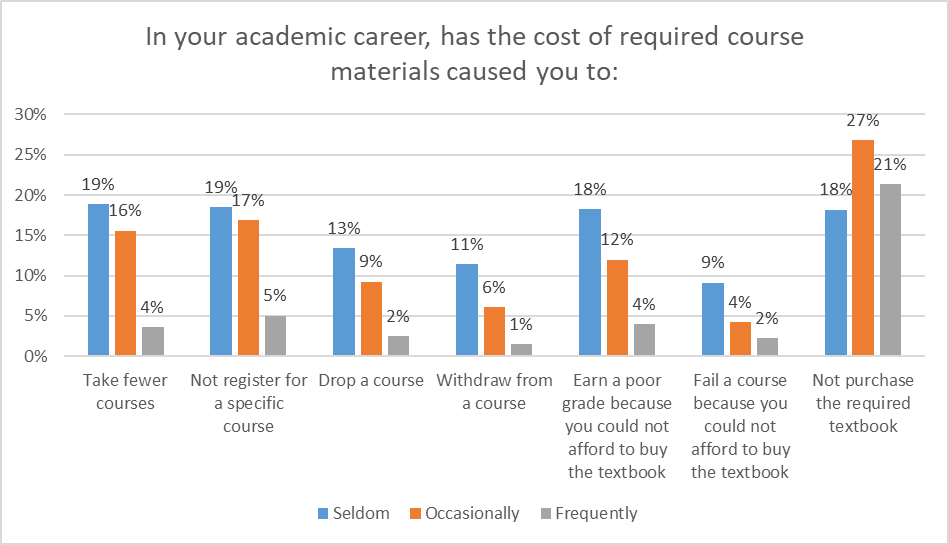 In your academic career, has the cost of required course
materials caused you to:
30%
25%
20%
15%
10%
5%
0%
19%
16%
4%
19%
17%
5%
13%
9%
2%
11%
6%
1%
18%
12%
4%
9%
4%
2%
18%
27%
21%
Take fewer
courses
Not register for
a specific
course
Drop a course
Withdraw from
a course
Earn a poor
grade because
you could not
afford to buy
the textbook
Fail a course
because you
could not
afford to buy
the textbook
Not purchase
the required
textbook
Seldom
Occasionally
Frequently